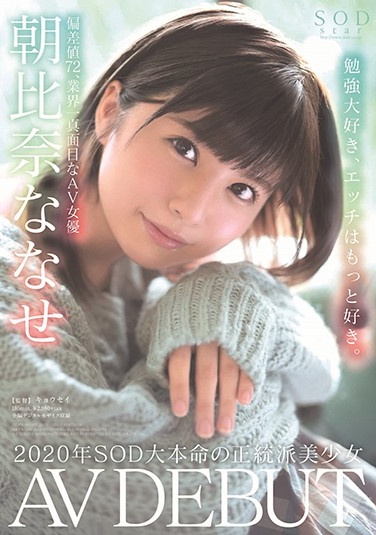 SOD
star
勉強大好き、エッチはもっと好き。
偏差値72、業界一真面目なAV女優
朝比奈ななせ
【監督】キョウセイ
2020年SOD大本命の正統派美少女
AV DEBUT